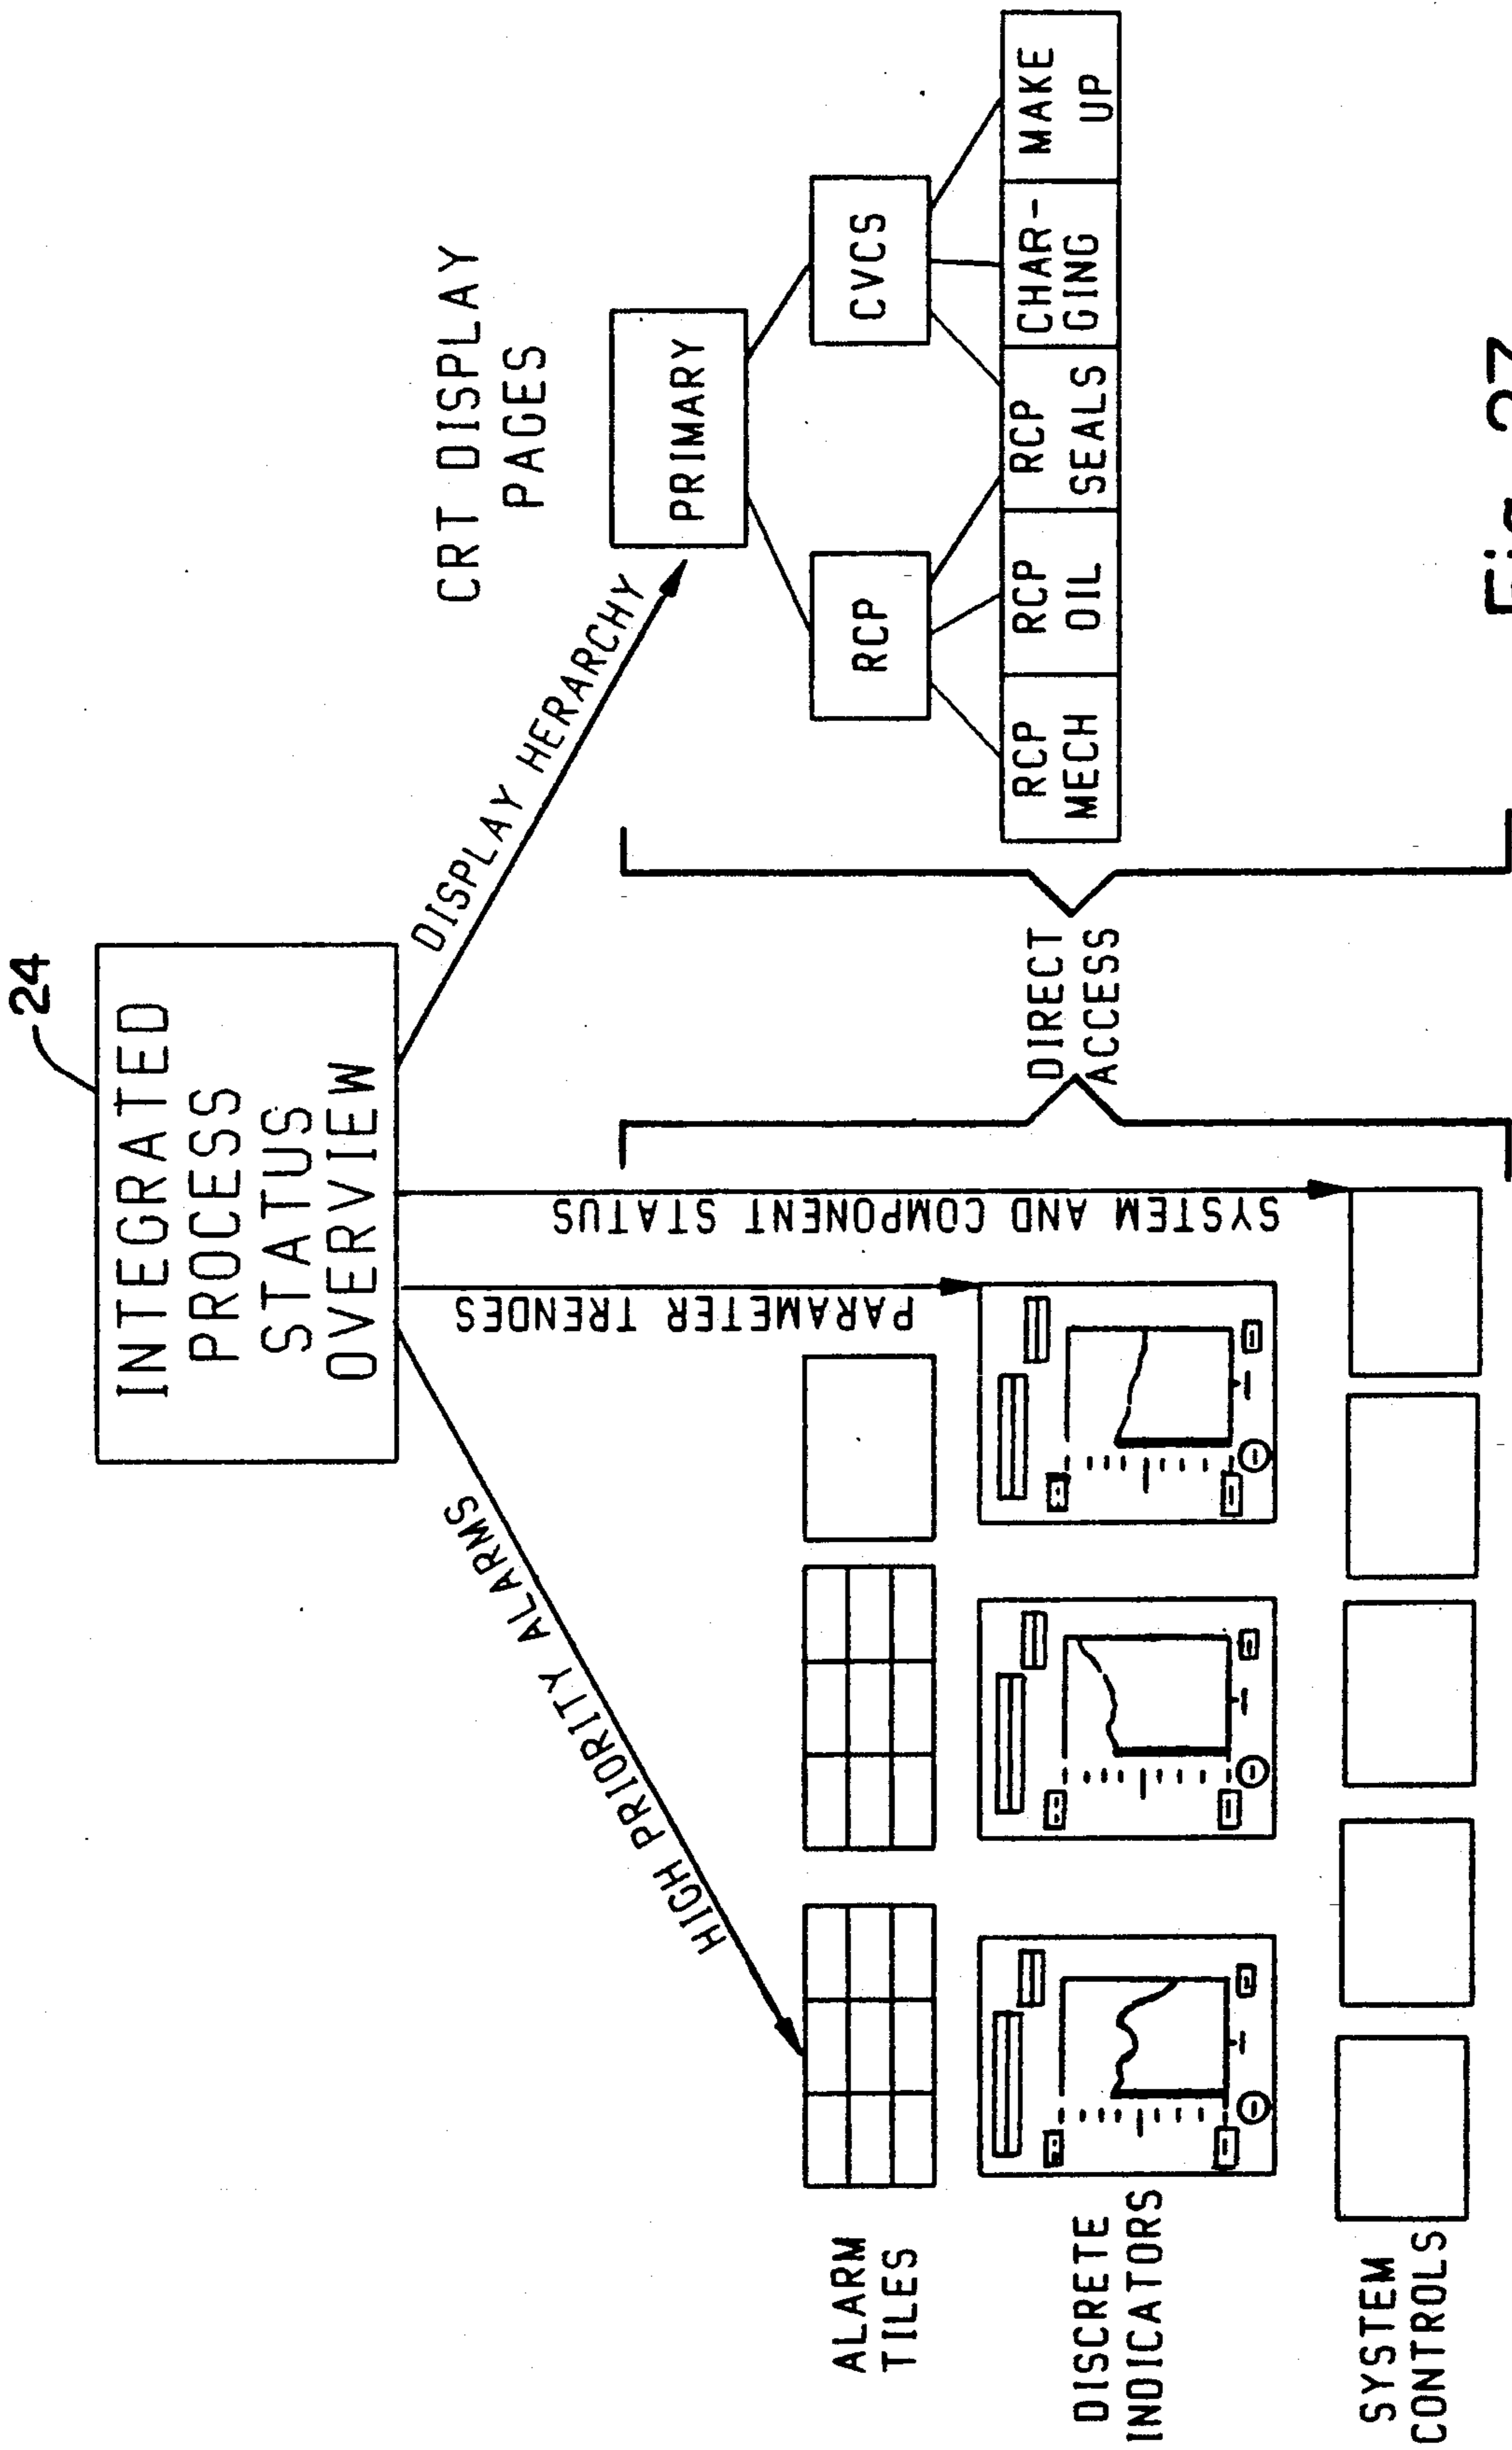 24
INTEGRATED
PROCESS
STATUS
OVERVIEW
HIGH PRIORITY ALARMS
PARAMETER TRENDES
SYSTEM AND COMPONENT STATUS
DISPLAY HERARCHY
CRT DISPLAY
PAGES
PRIMARY
RCP
CVCS
RCP
MECH
RCP
OIL
RCP
SEALS
CHAR-
GING
MAKE
UP
DIRECT
ACCESS
ALARM
TILES
DISCRETE
INDICATORS
SYSTEM
CONTROLS
Fig. 27